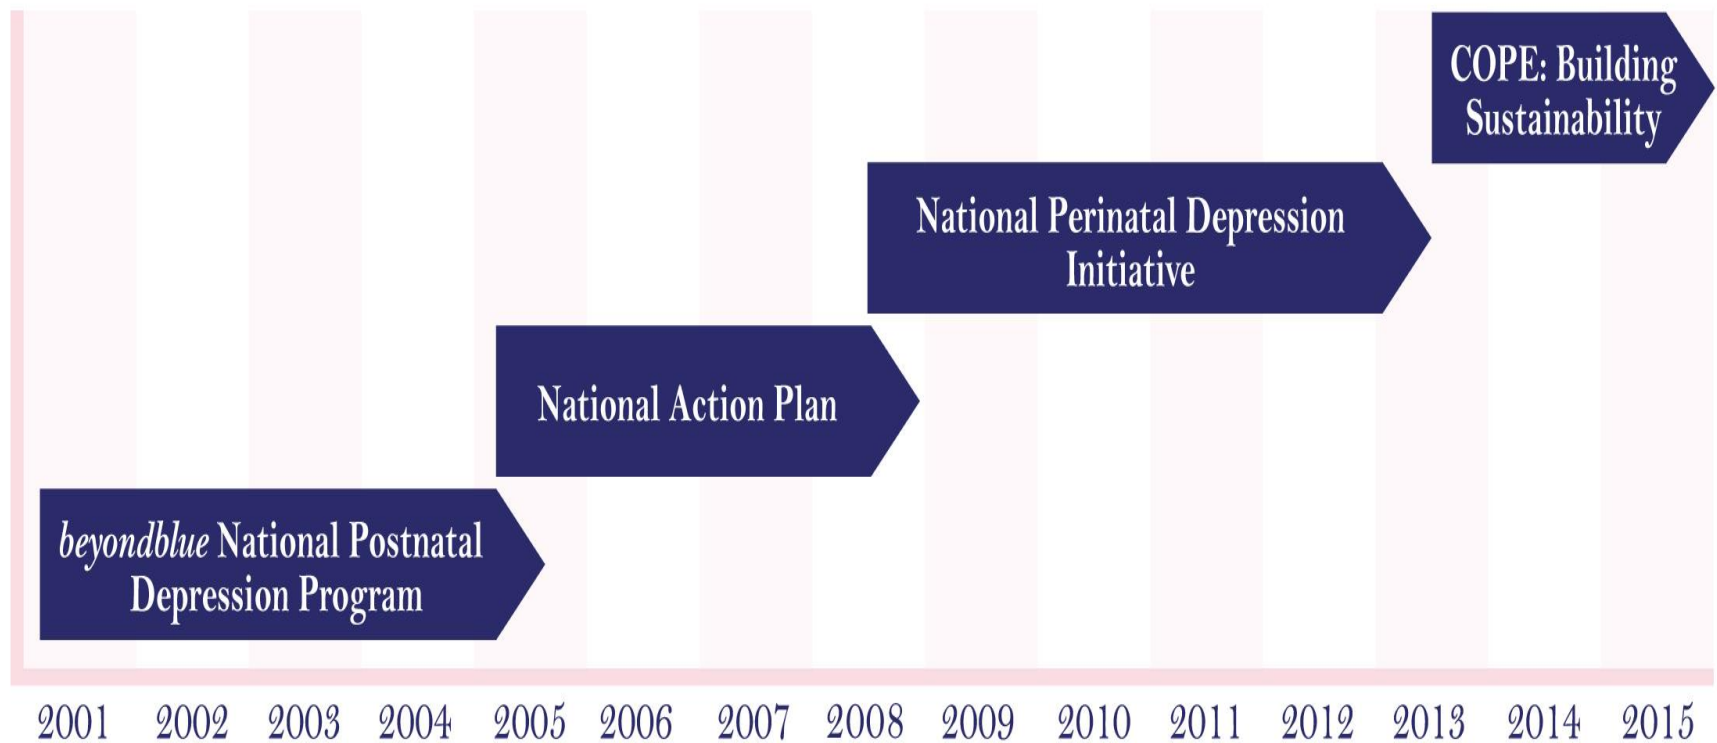 COPE: Building
Sustainability
National Perinatal Depression
Initiative
National Action Plan
beyondblue National Postnatal
Depression Program
2001 2002 2003 2004 2005 2006 2007 2008 2009 2010 2011 2012 2013 2014 2015